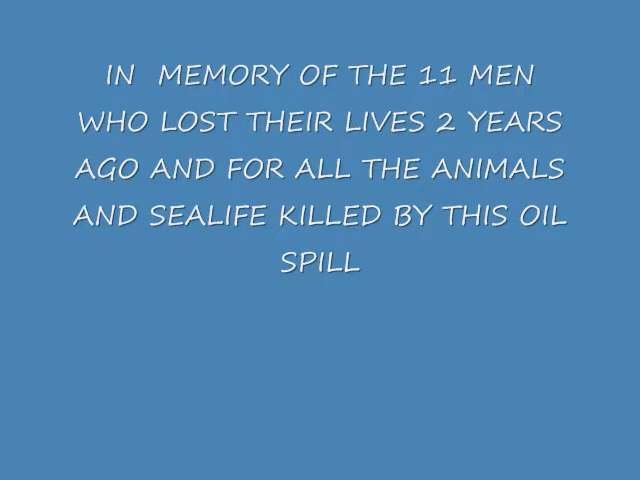 IN  MEMORY OF THE 11 MEN
WHO LOST THEIR LIVES 2 YEARS
AGO AND FOR ALL THE ANIMALS
AND SEALIFE KILLED BY THIS OIL
SPILL